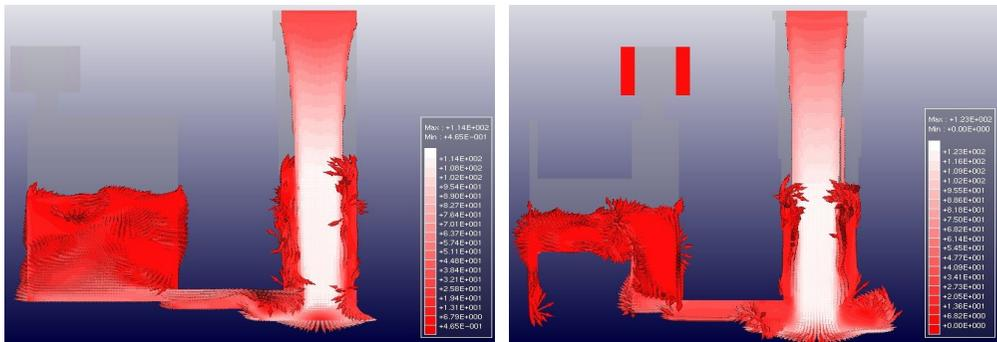 Max : +1.14E+002
Min : +4.65E-001
+1.14E+002
+1.08E+002
+1.02E+002
+9.54E+001
+8.90E+001
+8.27E+001
+7.64E+001
+7.01E+001
+6.37E+001
+5.74E+001
+5.11E+001
+4.48E+001
+3.84E+001
+3.21E+001
+2.58E+001
+1.94E+001
+1.31E+001
+6.79E+000
+4.65E-001
Max : +1.23E+002
Min : +0.00E+000
+1.23E+002
+1.16E+002
+1.09E+002
+1.02E+002
+9.55E+001
+8.86E+001
+8.18E+001
+7.50E+001
+6.82E+001
+6.14E+001
+5.45E+001
+4.77E+001
+4.09E+001
+3.41E+001
+2.73E+001
+2.05E+001
+1.36E+001
+6.82E+000
+0.00E+000